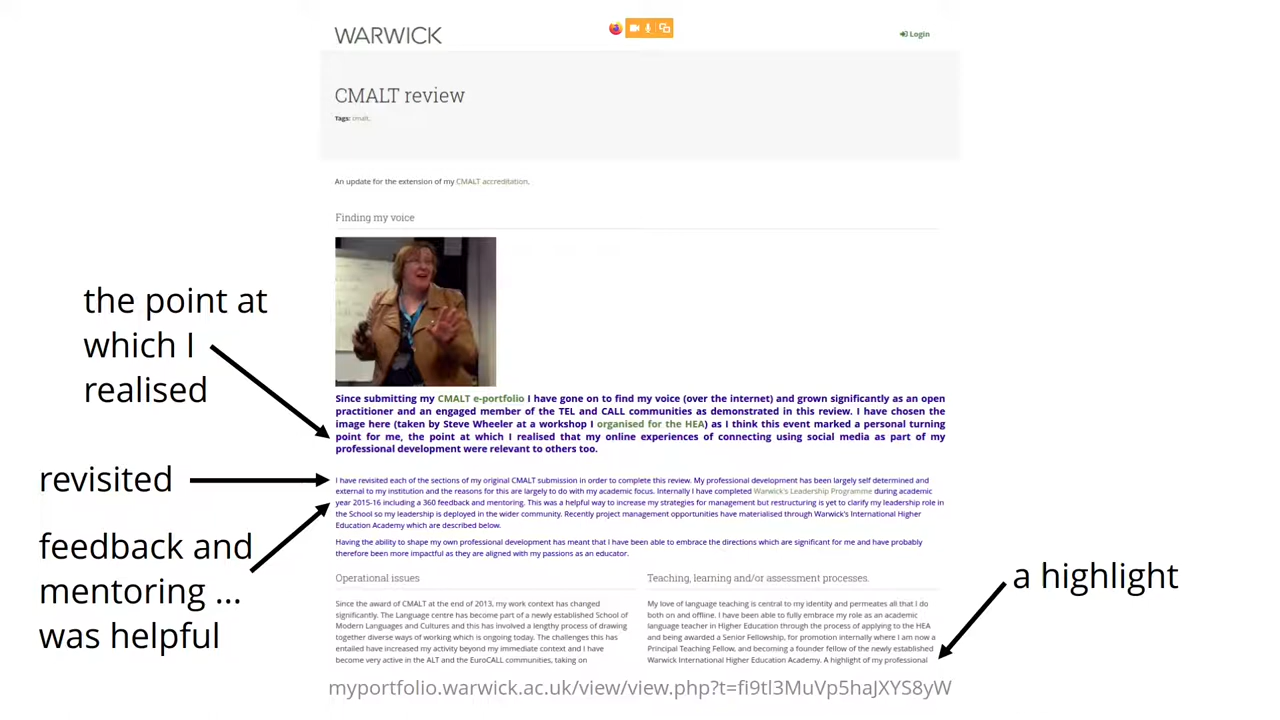 WARWICK
Login
CMALT review
Tags: cmalt,
An update for the extension of my CMALT accreditation.
Finding my voice
the point at
which I
realised
Since submitting my CMALT e-portfolio I have gone on to find my voice (over the internet) and grown significantly as an open
practitioner and an engaged member of the TEL and CALL communities as demonstrated in this review. I have chosen the
image here (taken by Steve Wheeler at a workshop I organised for the HEA) as I think this event marked a personal turning
point for me, the point at which I realised that my online experiences of connecting using social media as part of my
professional development were relevant to others too.
revisited
I have revisited each of the sections of my original CMALT submission in order to complete this review. My professional development has been largely self determined and
external to my institution and the reasons for this are largely to do with my academic focus. Internally I have completed Warwick's Leadership Programme during academic
year 2015-16 including a 360 feedback and mentoring. This was a helpful way to increase my strategies for management but restructuring is yet to clarify my leadership role in
the School so my leadership is deployed in the wider community. Recently project management opportunities have materialised through Warwick's International Higher
Education Academy which are described below.
feedback and
mentoring ...
was helpful
Having the ability to shape my own professional development has meant that I have been able to embrace the directions which are significant for me and have probably
therefore been more impactful as they are aligned with my passions as an educator.
Operational issues
Since the award of CMALT at the end of 2013, my work context has changed
significantly. The Language centre has become part of a newly established School of
Modern Languages and Cultures and this has involved a lengthy process of drawing
together diverse ways of working which is ongoing today. The challenges this has
entailed have increased my activity beyond my immediate context and I have
become very active in the ALT and the EuroCALL communities, taking on
Teaching, learning and/or assessment processes.
My love of language teaching is central to my identity and permeates all that I do
both on and offline. I have been able to fully embrace my role as an academic
language teacher in Higher Education through the process of applying to the HEA
and being awarded a Senior Fellowship, for promotion internally where I am now a
Principal Teaching Fellow, and becoming a founder fellow of the newly established
Warwick International Higher Education Academy. A highlight of my professional
a highlight
myportfolio.warwick.ac.uk/view/view.php?t=fi9tl3MuVp5haJXYS8yW